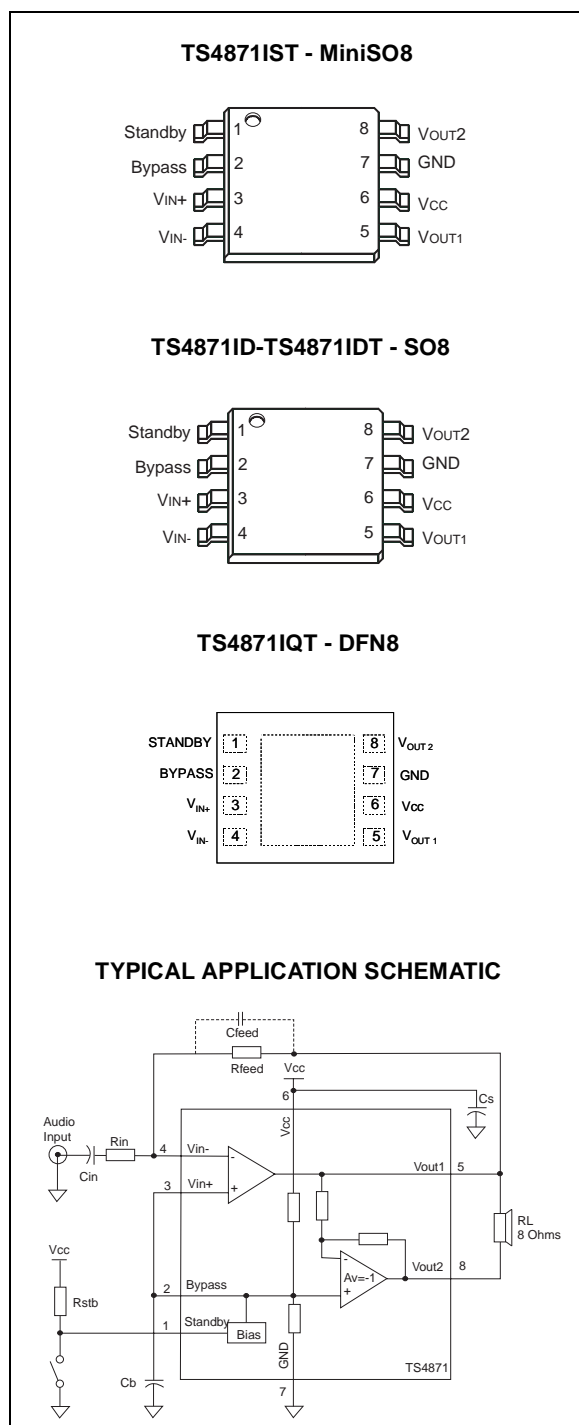 TS4871IST - MiniSO8
Standby 1 8 VOUT2
Bypass 2 7 GND
VIN+ 3 6 VCC
VIN- 4 5 VOUT1
TS4871ID-TS4871IDT - SO8
Standby 1 8 VOUT2
Bypass 2 7 GND
VIN+ 3 6 VCC
VIN- 4 5 VOUT1
TS4871IQT - DFN8
STANDBY 1 8 VOUT 2
BYPASS 2 7 GND
VIN+ 3 6 VCC
VIN- 4 5 VOUT 1
TYPICAL APPLICATION SCHEMATIC
Cfeed
Rfeed
Vcc
6
Cs
Vcc
Audio
Input
Cin
Rin
4 Vin-
-
3 Vin+
+
Vout1 5
RL
8 Ohms
Vcc
Rstb
2 Bypass
-
Av=-1
+
Vout2 8
1 Standby
Bias
GND
TS4871
Cb
7